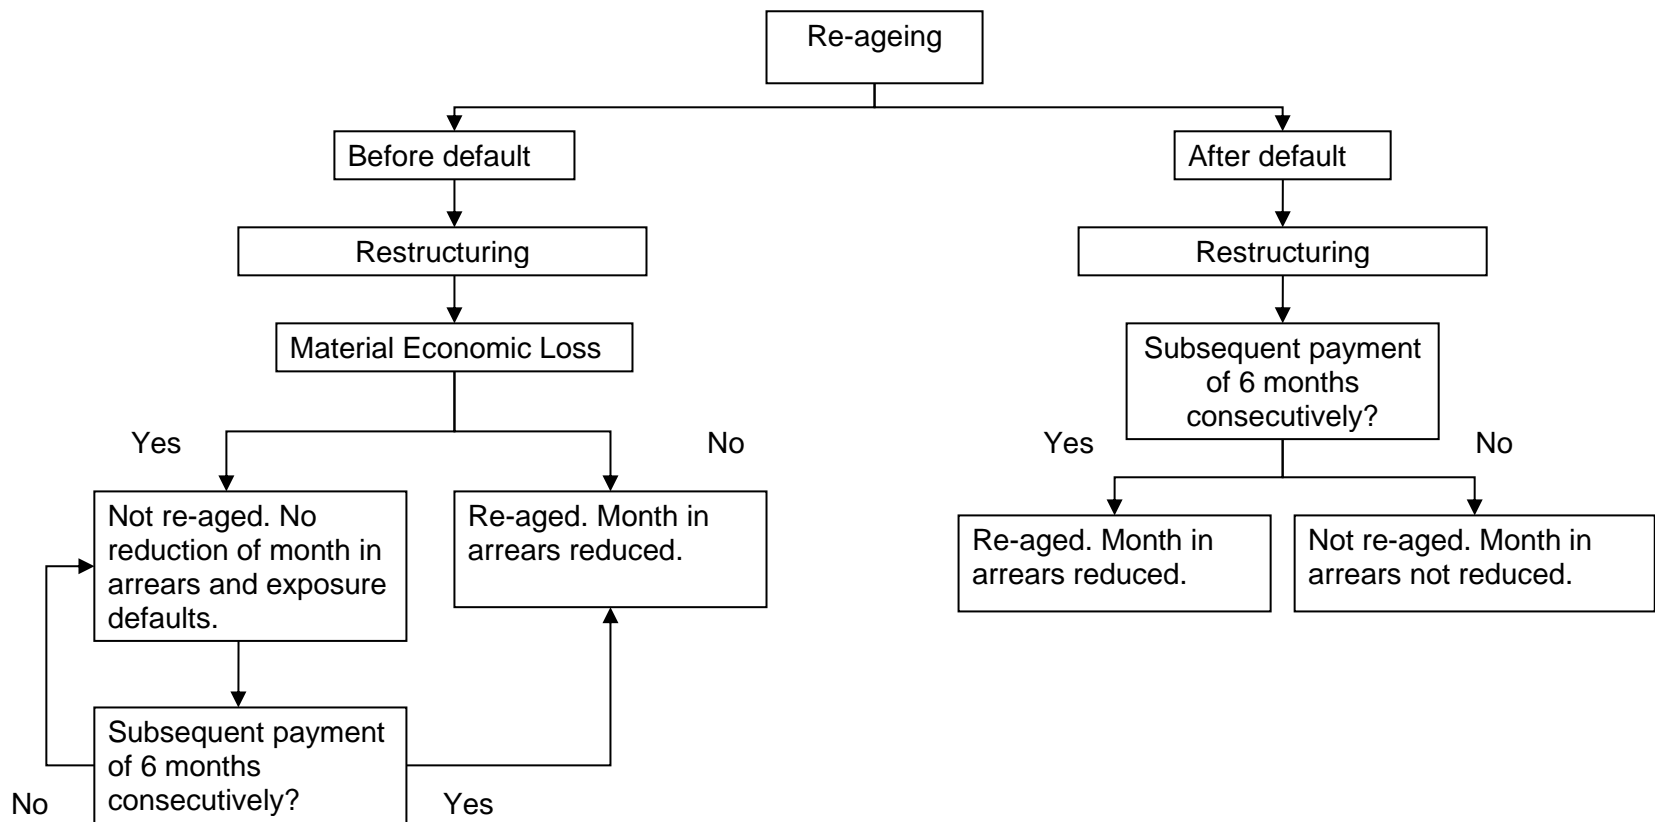 Re-ageing
Before default
After default
Restructuring
Restructuring
Material Economic Loss
Subsequent payment
of 6 months
consecutively?
Yes
No
Yes
No
Not re-aged. No
reduction of month in
arrears and exposure
defaults.
Re-aged. Month in
arrears reduced.
Re-aged. Month in
arrears reduced.
Not re-aged. Month in
arrears not reduced.
Subsequent payment
of 6 months
consecutively?
No
Yes